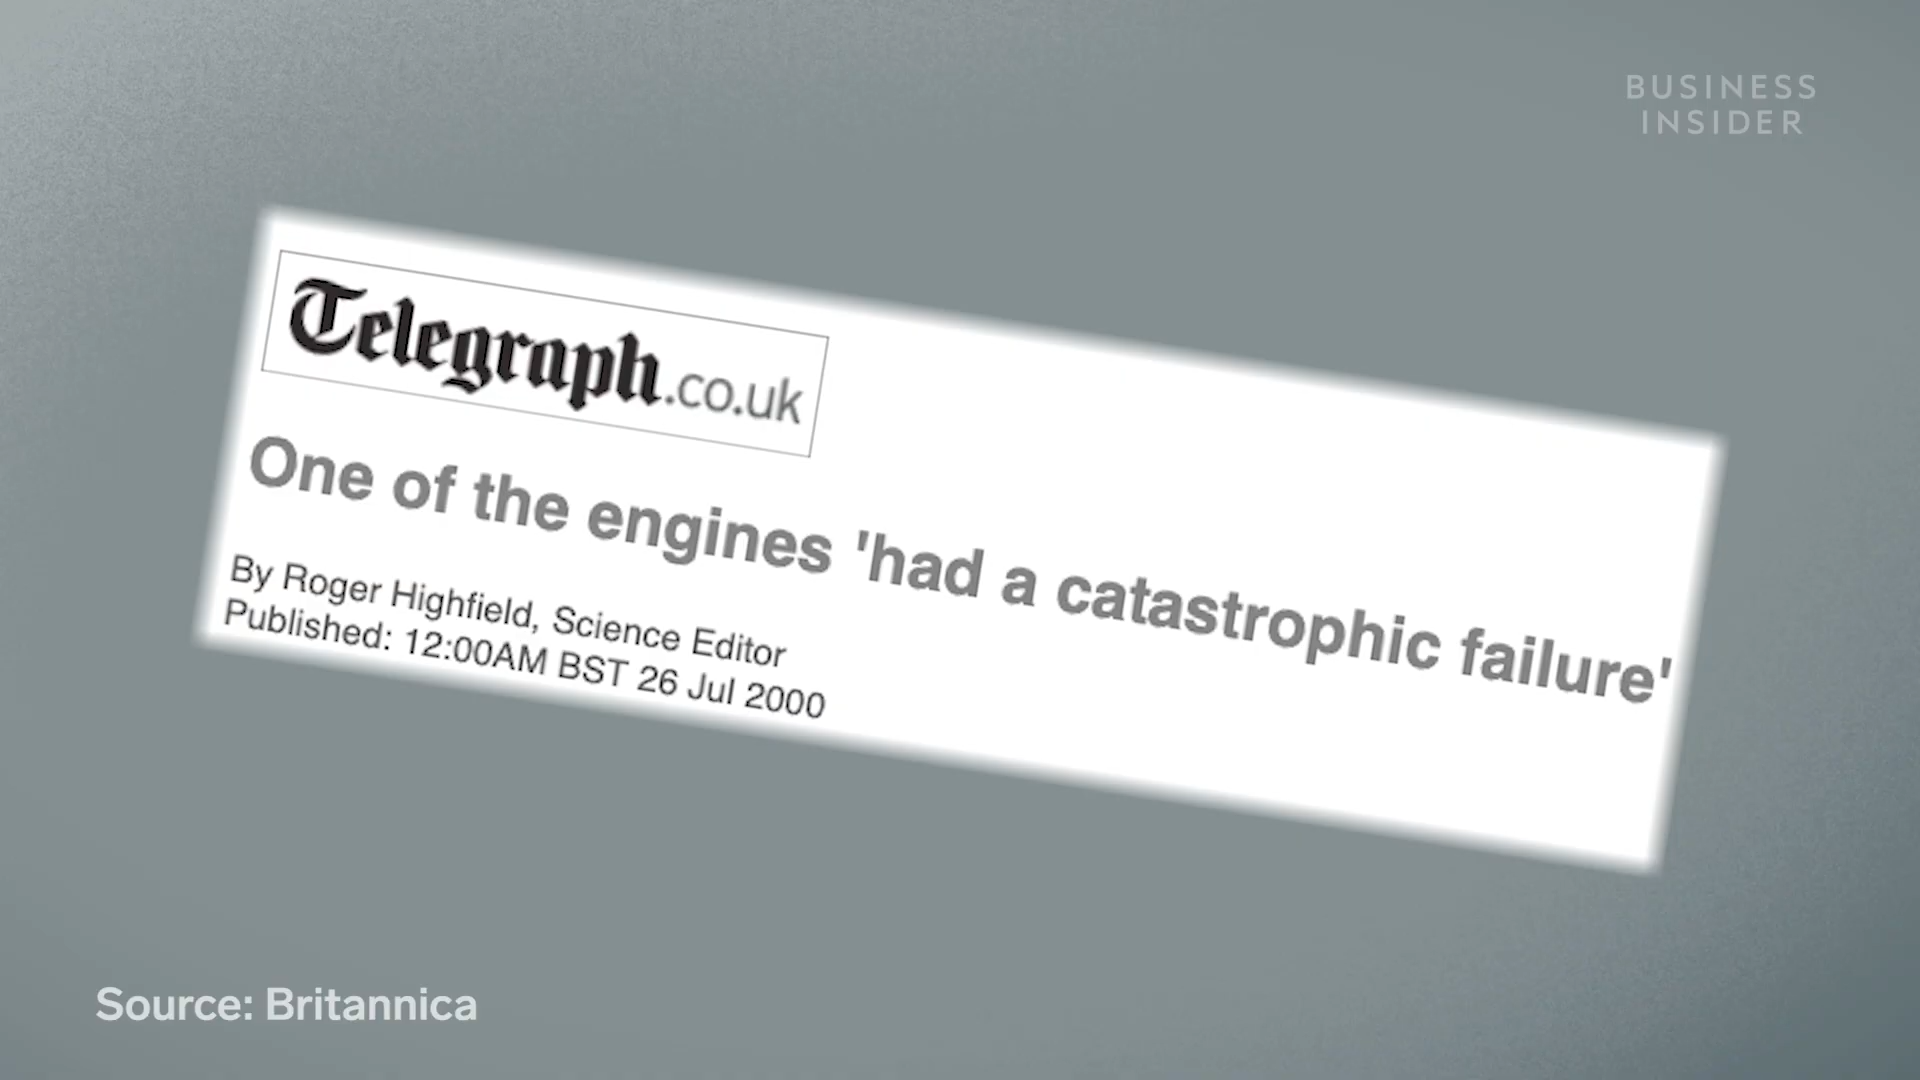 BUSINESS
INSIDER
Telegraph.co.uk
One of the engines 'had a catastrophic failure'
By Roger Highfield, Science Editor
Published: 12:00AM BST 26 Jul 2000
Source: Britannica